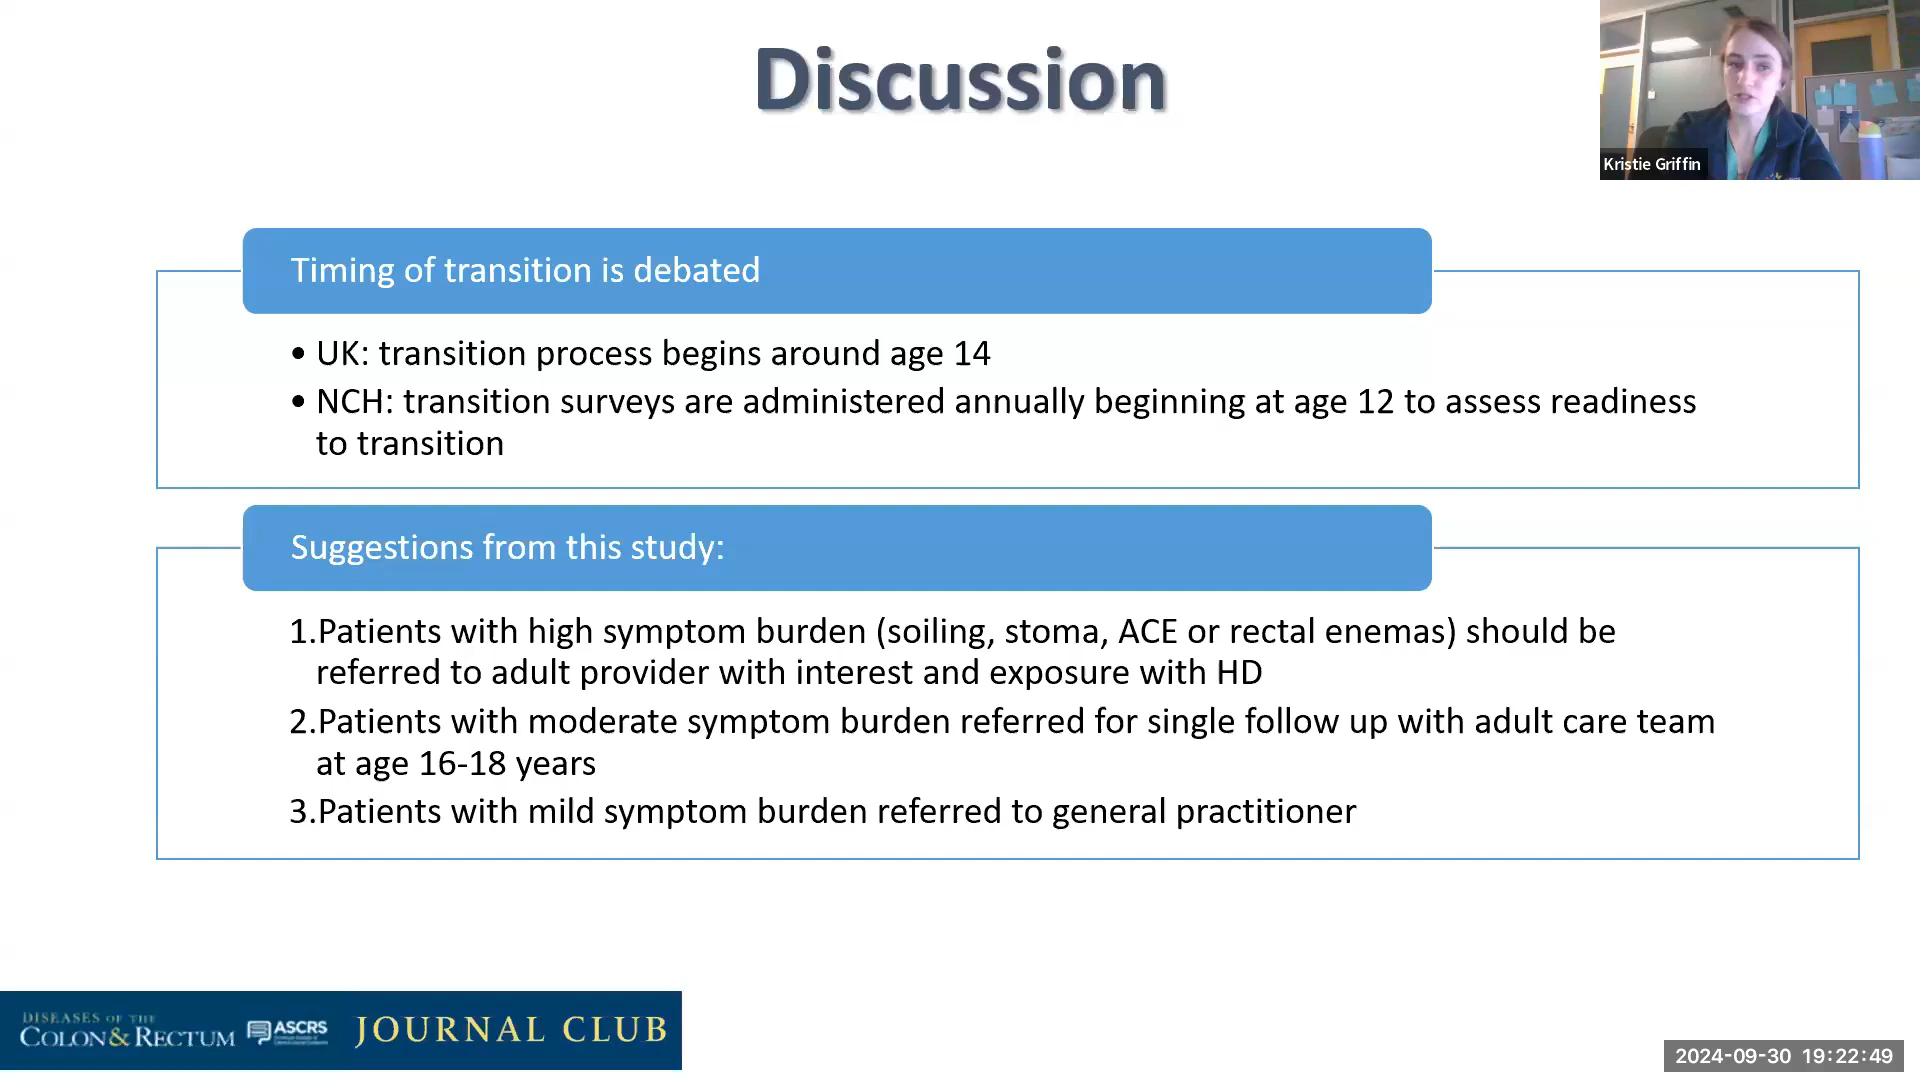 Discussion
Kristie Griffin
Timing of transition is debated
• UK: transition process begins around age 14
• NCH: transition surveys are administered annually beginning at age 12 to assess readiness
to transition
Suggestions from this study:
1.Patients with high symptom burden (soiling, stoma, ACE or rectal enemas) should be
referred to adult provider with interest and exposure with HD
2.Patients with moderate symptom burden referred for single follow up with adult care team
at age 16-18 years
3.Patients with mild symptom burden referred to general practitioner
DISEASES OF THE
COLON&RECTUM
ASCRS
JOURNAL CLUB
2024-09-30 19:22:49